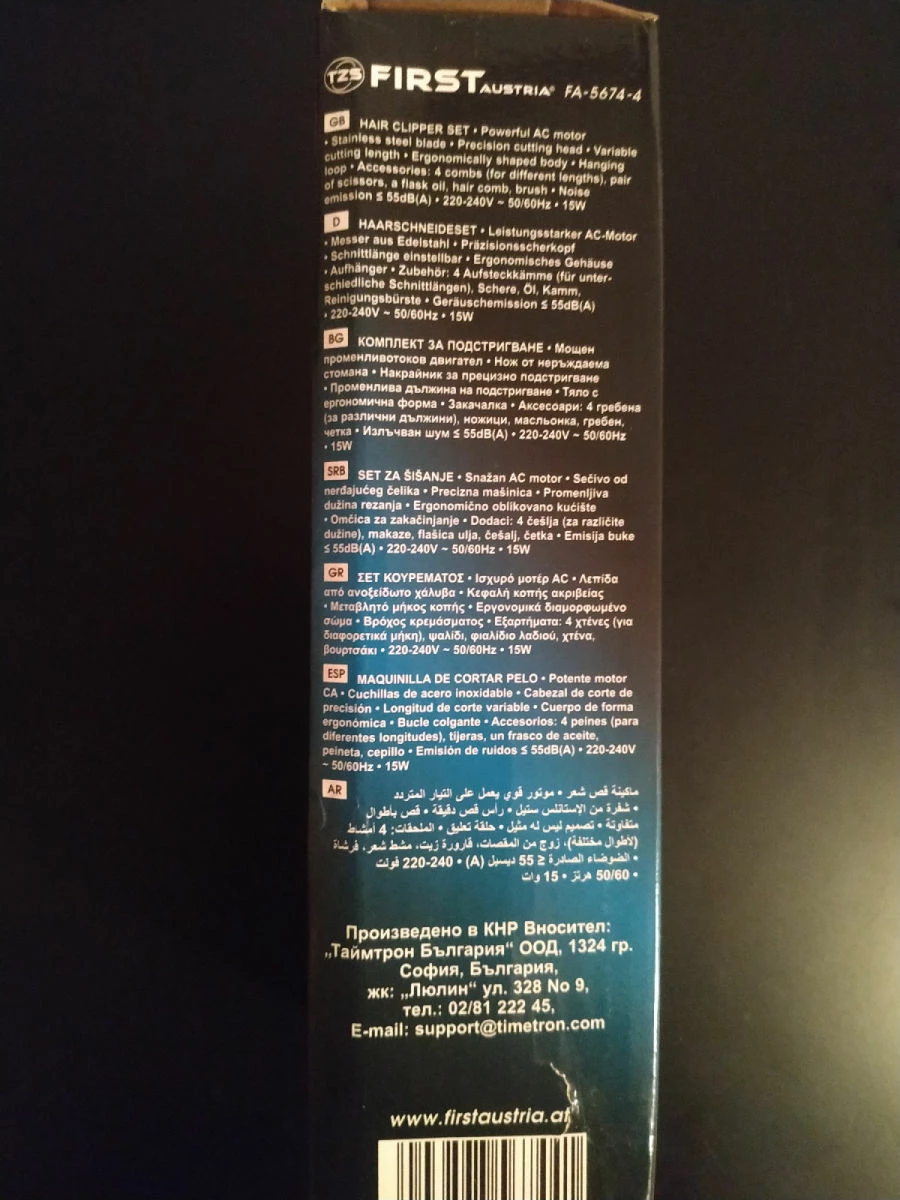 TZS FIRST AUSTRIA® FA-5674-4
GB HAIR CLIPPER SET • Powerful AC motor
• Stainless steel blade • Precision cutting head • Variable
cutting length • Ergonomically shaped body • Hanging
loop • Accessories: 4 combs (for different lengths), pair
of scissors, a flask oil, hair comb, brush • Noise
emission ≤ 55dB(A) • 220-240V ~ 50/60Hz • 15W
D HAARSCHNEIDESET • Leistungsstarker AC-Motor
• Messer aus Edelstahl • Präzisionsscherkopf
• Schnittlänge einstellbar • Ergonomisches Gehäuse
• Aufhänger • Zubehör: 4 Aufsteckkämme (für unter-
schiedliche Schnittlängen), Schere, Öl, Kamm,
Reinigungsbürste • Geräuschemission ≤ 55dB(A)
• 220-240V ~ 50/60Hz • 15W
BG КОМПЛЕКТ ЗА ПОДСТРИГВАНЕ • Мощен
променливотоков двигател • Нож от неръждаема
стомана • Накрайник за прецизно подстригване
• Променлива дължина на подстригване • Тяло с
ергономична форма • Закачалка • Аксесоари: 4 гребена
(за различни дължини), ножици, масльонка, гребен,
четка • Излъчван шум ≤ 55dB(A) • 220-240V ~ 50/60Hz
• 15W
SRB SET ZA ŠIŠANJE • Snažan AC motor • Sečivo od
nerđajućeg čelika • Precizna mašinica • Promenljiva
dužina rezanja • Ergonomično oblikovano kućište
• Omčica za zakačinjanje • Dodaci: 4 češlja (za različite
dužine), makaze, flašica ulja, češalj, četka • Emisija buke
≤ 55dB(A) • 220-240V ~ 50/60Hz • 15W
GR ΣΕΤ ΚΟΥΡΕΜΑΤΟΣ • Ισχυρό μοτέρ AC • Λεπίδα
από ανοξείδωτο χάλυβα • Κεφαλή κοπής ακριβείας
• Μεταβλητό μήκος κοπής • Εργονομικά διαμορφωμένο
σώμα • Βρόχος κρεμάσματος • Εξαρτήματα: 4 χτένες (για
διαφορετικά μήκη), ψαλίδι, φιαλίδιο λαδιού, χτένα,
βουρτσάκι • 220-240V ~ 50/60Hz • 15W
ESP MAQUINILLA DE CORTAR PELO • Potente motor
CA • Cuchillas de acero inoxidable • Cabezal de corte de
precisión • Longitud de corte variable • Cuerpo de forma
ergonómica • Bucle colgante • Accesorios: 4 peines (para
diferentes longitudes), tijeras, un frasco de aceite,
peineta, cepillo • Emisión de ruidos ≤ 55dB(A) • 220-240V
~ 50/60Hz • 15W
AR ماكينة قص شعر • موتور قوي يعمل على التيار المتردد
• شفرة من الإستانلس ستيل • رأس قص دقيقة • قص بأطوال
متفاوتة • تصميم ليس له مثيل • حلقة تعليق • الملحقات: 4 أمشاط
(لأطوال مختلفة)، زوج من المقصات، قارورة زيت، مشط شعر، فرشاة
• الضوضاء الصادرة ≤ 55 ديسبل (A) • 220-240 فولت
• 50/60 هرتز • 15 وات
Произведено в КНР Вносител:
„Таймтрон България“ ООД, 1324 гр.
София, България,
жк: „Люлин“ ул. 328 No 9,
тел.: 02/81 222 45,
E-mail: support@timetron.com
www.firstaustria.at